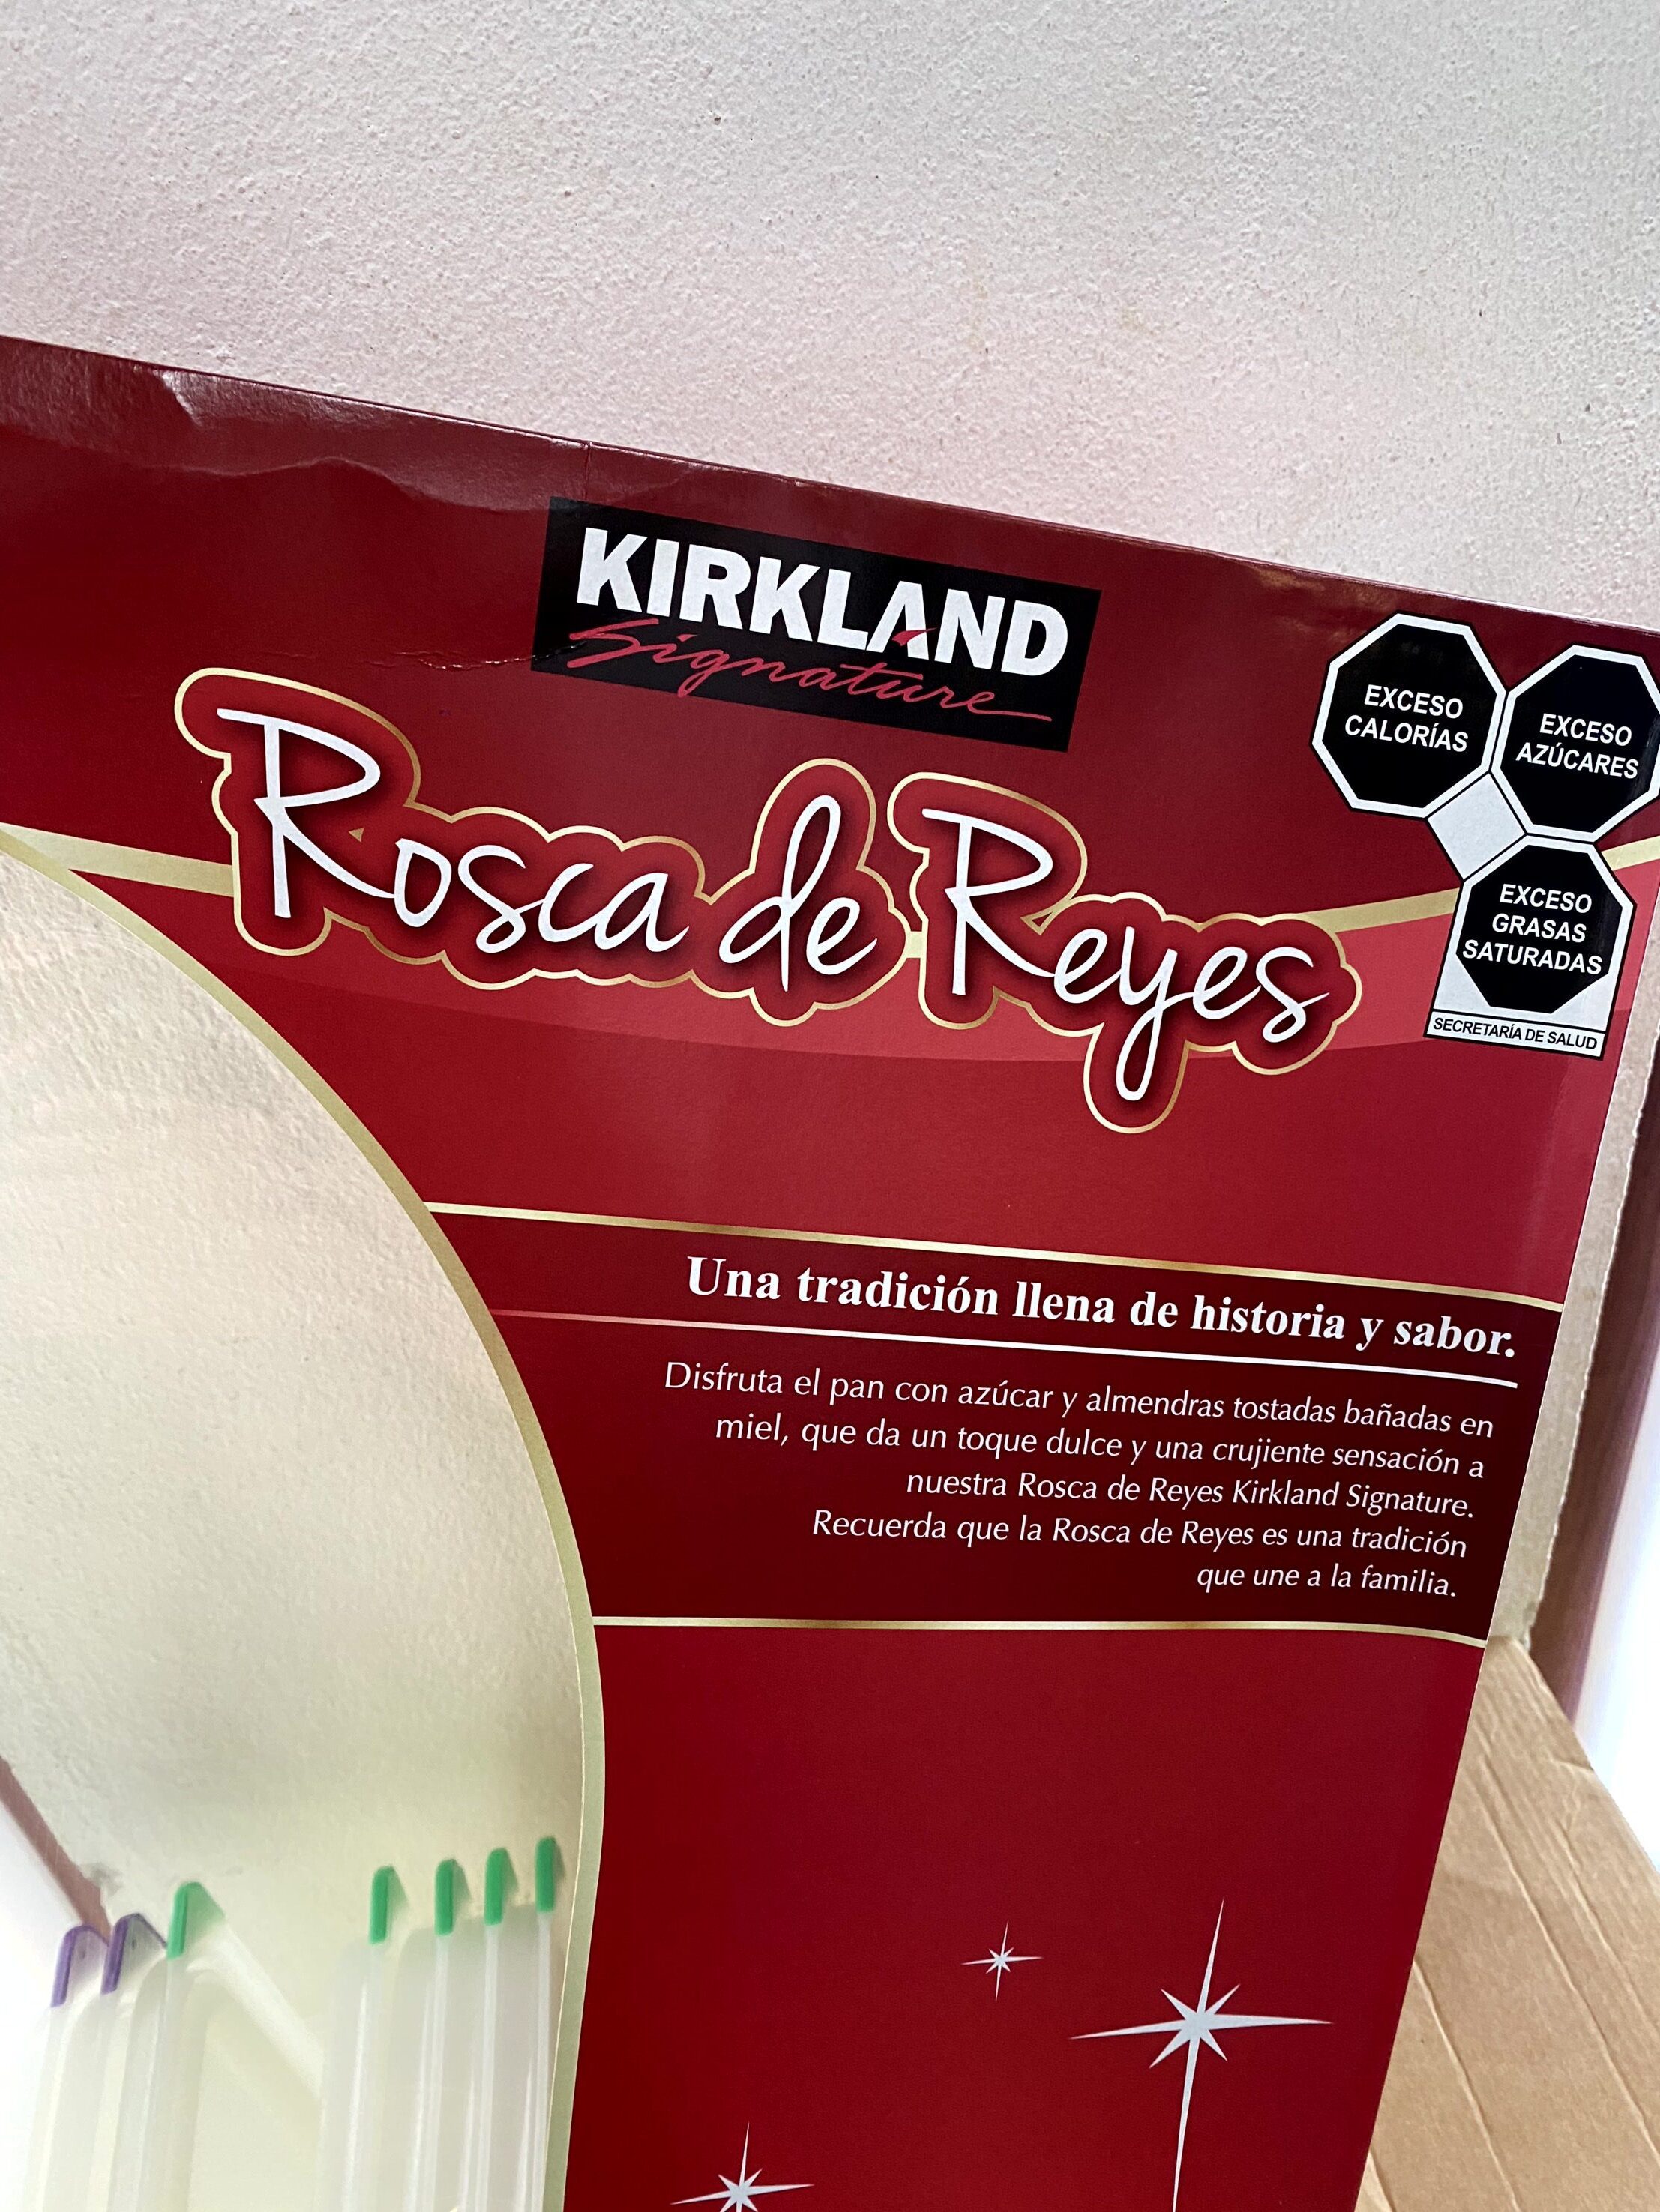 KIRKLAND
Signature
Rosca de Reyes
EXCESO
CALORÍAS
EXCESO
AZÚCARES
EXCESO
GRASAS
SATURADAS
SECRETARÍA DE SALUD
Una tradición llena de historia y sabor.
Disfruta el pan con azúcar y almendras tostadas bañadas en
miel, que da un toque dulce y una crujiente sensación a
nuestra Rosca de Reyes Kirkland Signature.
Recuerda que la Rosca de Reyes es una tradición
que une a la familia.